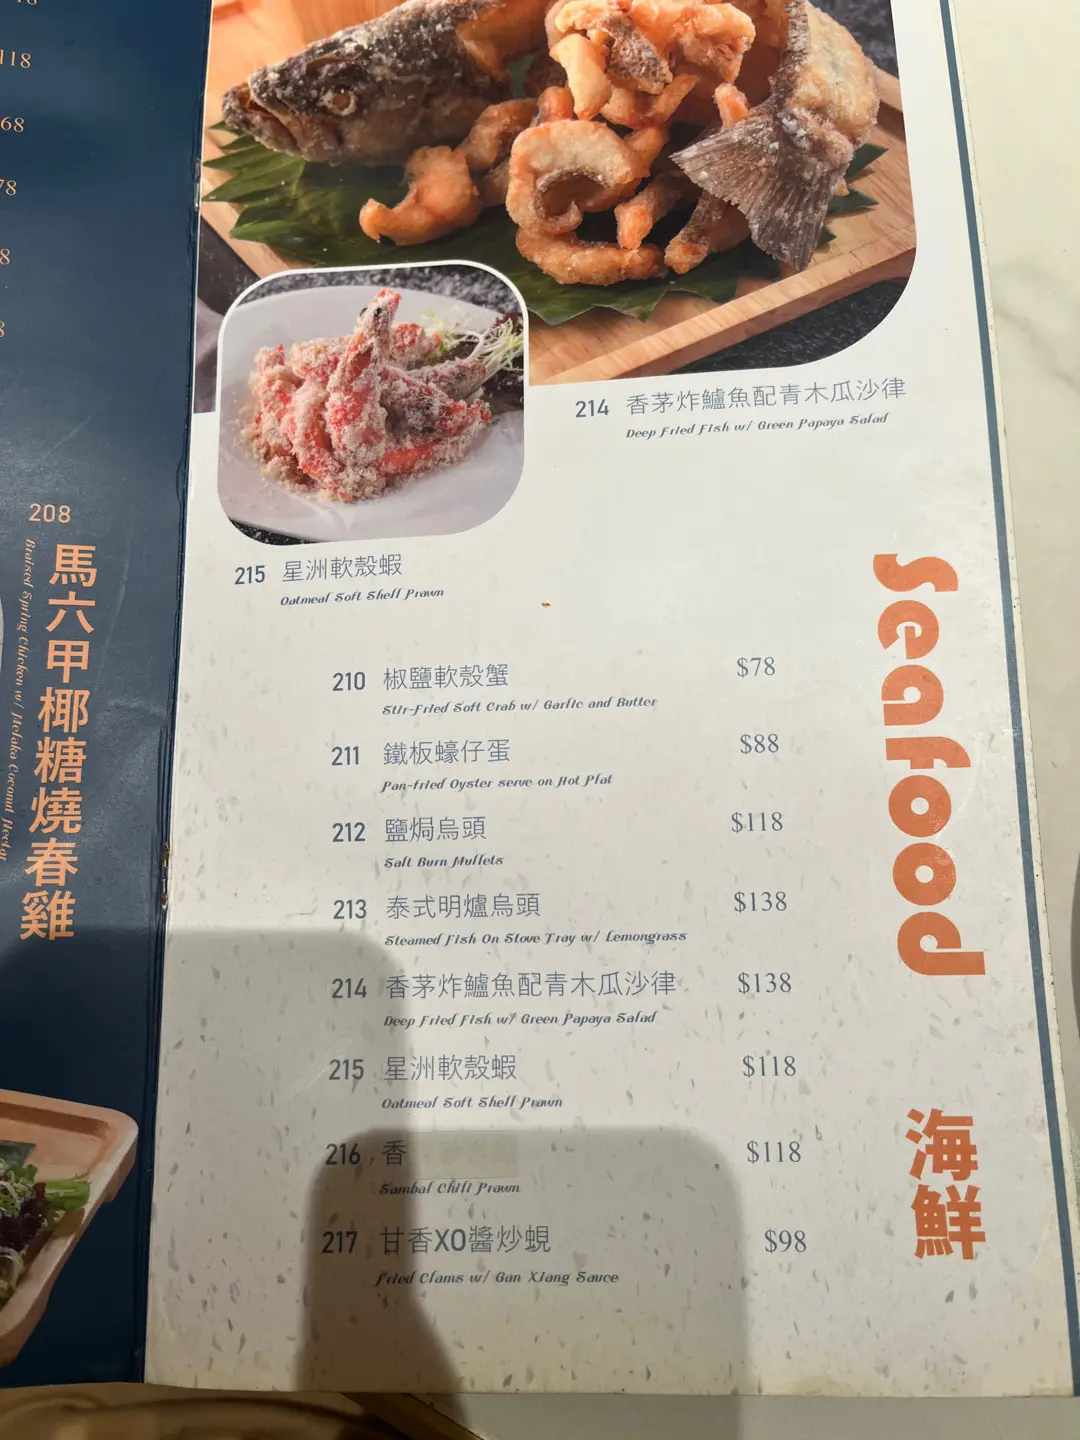 118
68
78
8
8
208
馬六甲椰糖燒春雞
Braised Spring Chicken w/ Melaka Coconut Nectar
214 香茅炸鱸魚配青木瓜沙律
Deep Fried Fish w/ Green Papaya Salad
215 星洲軟殼蝦
Oatmeal Soft Shell Prawn
Seafood
海鮮
210 椒鹽軟殼蟹 $78
Stir-Fried Soft Crab w/ Garlic and Butter
211 鐵板蠔仔蛋 $88
Pan-fried Oyster serve on Hot Plat
212 鹽焗烏頭 $118
Salt Burn Mullets
213 泰式明爐烏頭 $138
Steamed Fish On Stove Tray w/ Lemongrass
214 香茅炸鱸魚配青木瓜沙律 $138
Deep Fried Fish w/ Green Papaya Salad
215 星洲軟殼蝦 $118
Oatmeal Soft Shell Prawn
216 香 $118
Sambal Chili Prawn
217 甘香XO醬炒蜆 $98
Fried Clams w/ Gan Xiang Sauce